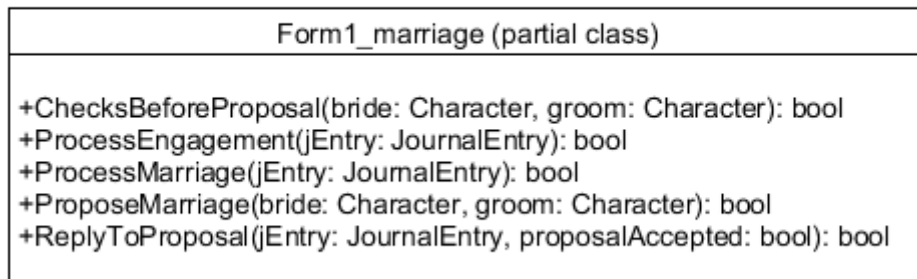 Form1_marriage (partial class)
+ChecksBeforeProposal(bride: Character, groom: Character): bool
+ProcessEngagement(jEntry: JournalEntry): bool
+ProcessMarriage(jEntry: JournalEntry): bool
+ProposeMarriage(bride: Character, groom: Character): bool
+ReplyToProposal(jEntry: JournalEntry, proposalAccepted: bool): bool